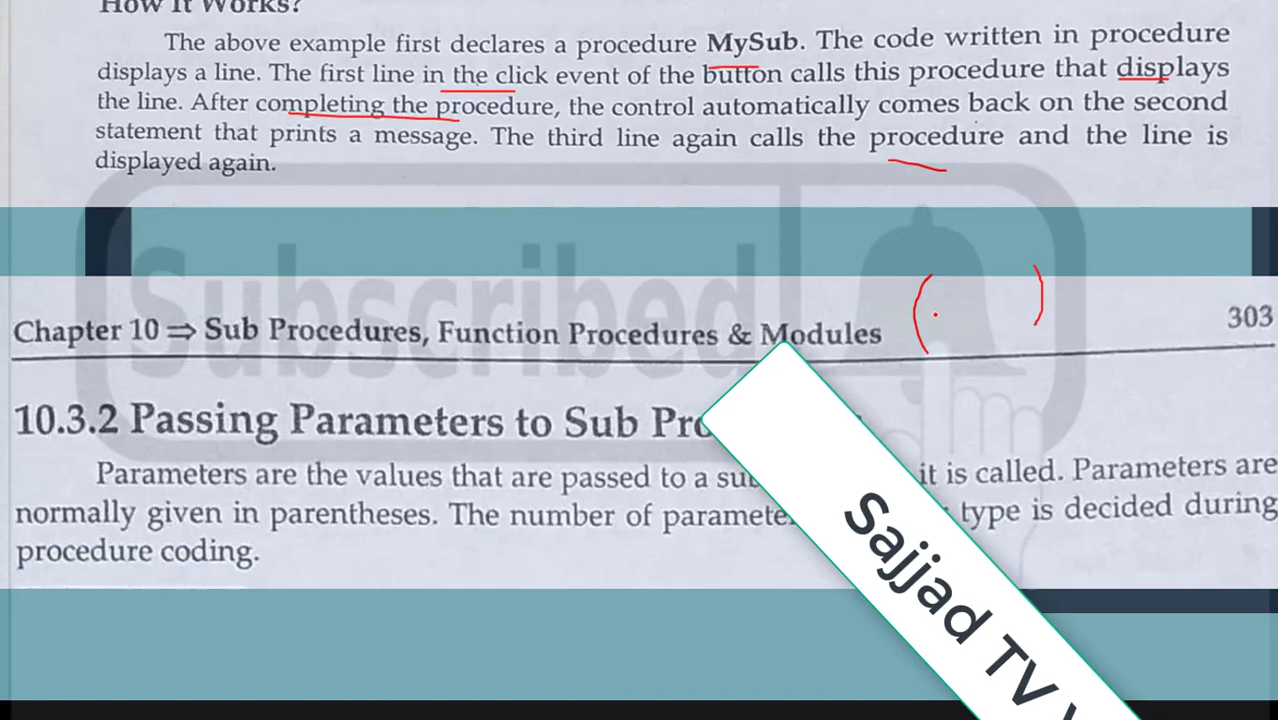 How It Works?
The above example first declares a procedure MySub. The code written in procedure
displays a line. The first line in the click event of the button calls this procedure that displays
the line. After completing the procedure, the control automatically comes back on the second
statement that prints a message. The third line again calls the procedure and the line is
displayed again.
Subscribed
Chapter 10 ⇒ Sub Procedures, Function Procedures & Modules
303
10.3.2 Passing Parameters to Sub
Parameters are the values that are passed to a it is called. Parameters are
normally given in parentheses. The number of type is decided during
procedure coding.
Sajjad TV